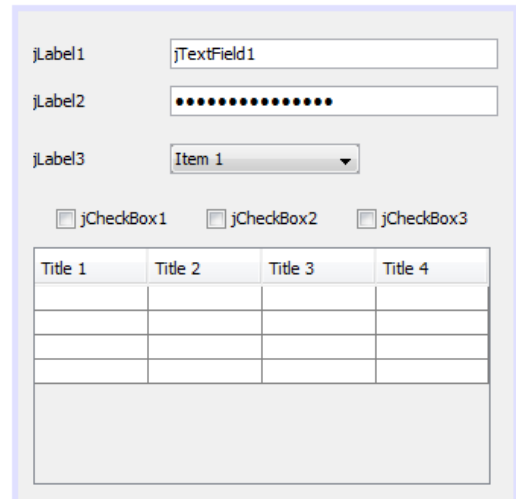 jLabel1 jTextField1
jLabel2 ●●●●●●●●●●●●●●●
jLabel3 Item 1
jCheckBox1 jCheckBox2 jCheckBox3
Title 1 Title 2 Title 3 Title 4